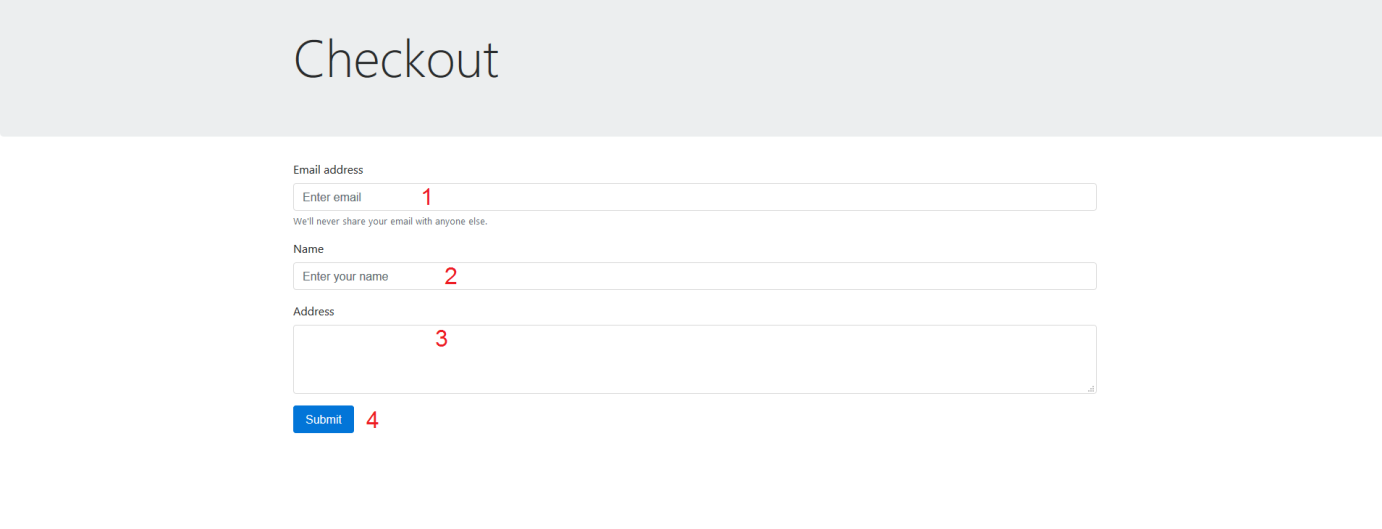 Checkout
Email address
Enter email 1
We'll never share your email with anyone else.
Name
Enter your name 2
Address
3
Submit 4